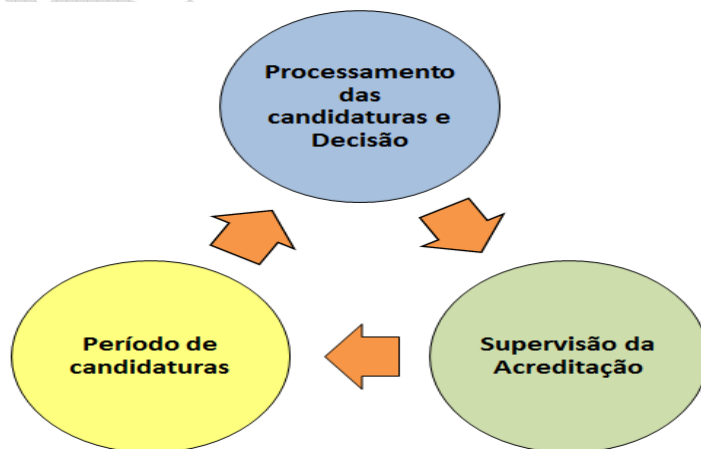 Processamento
das
candidaturas e
Decisão
Período de
candidaturas
Supervisão da
Acreditação